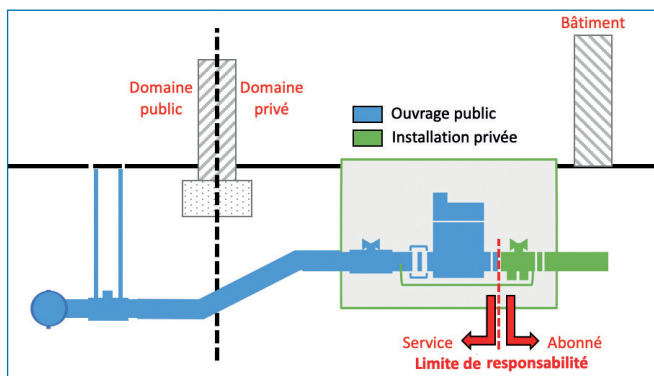 Bâtiment
Domaine public
Domaine privé
Ouvrage public
Installation privée
Service
Abonné
Limite de responsabilité